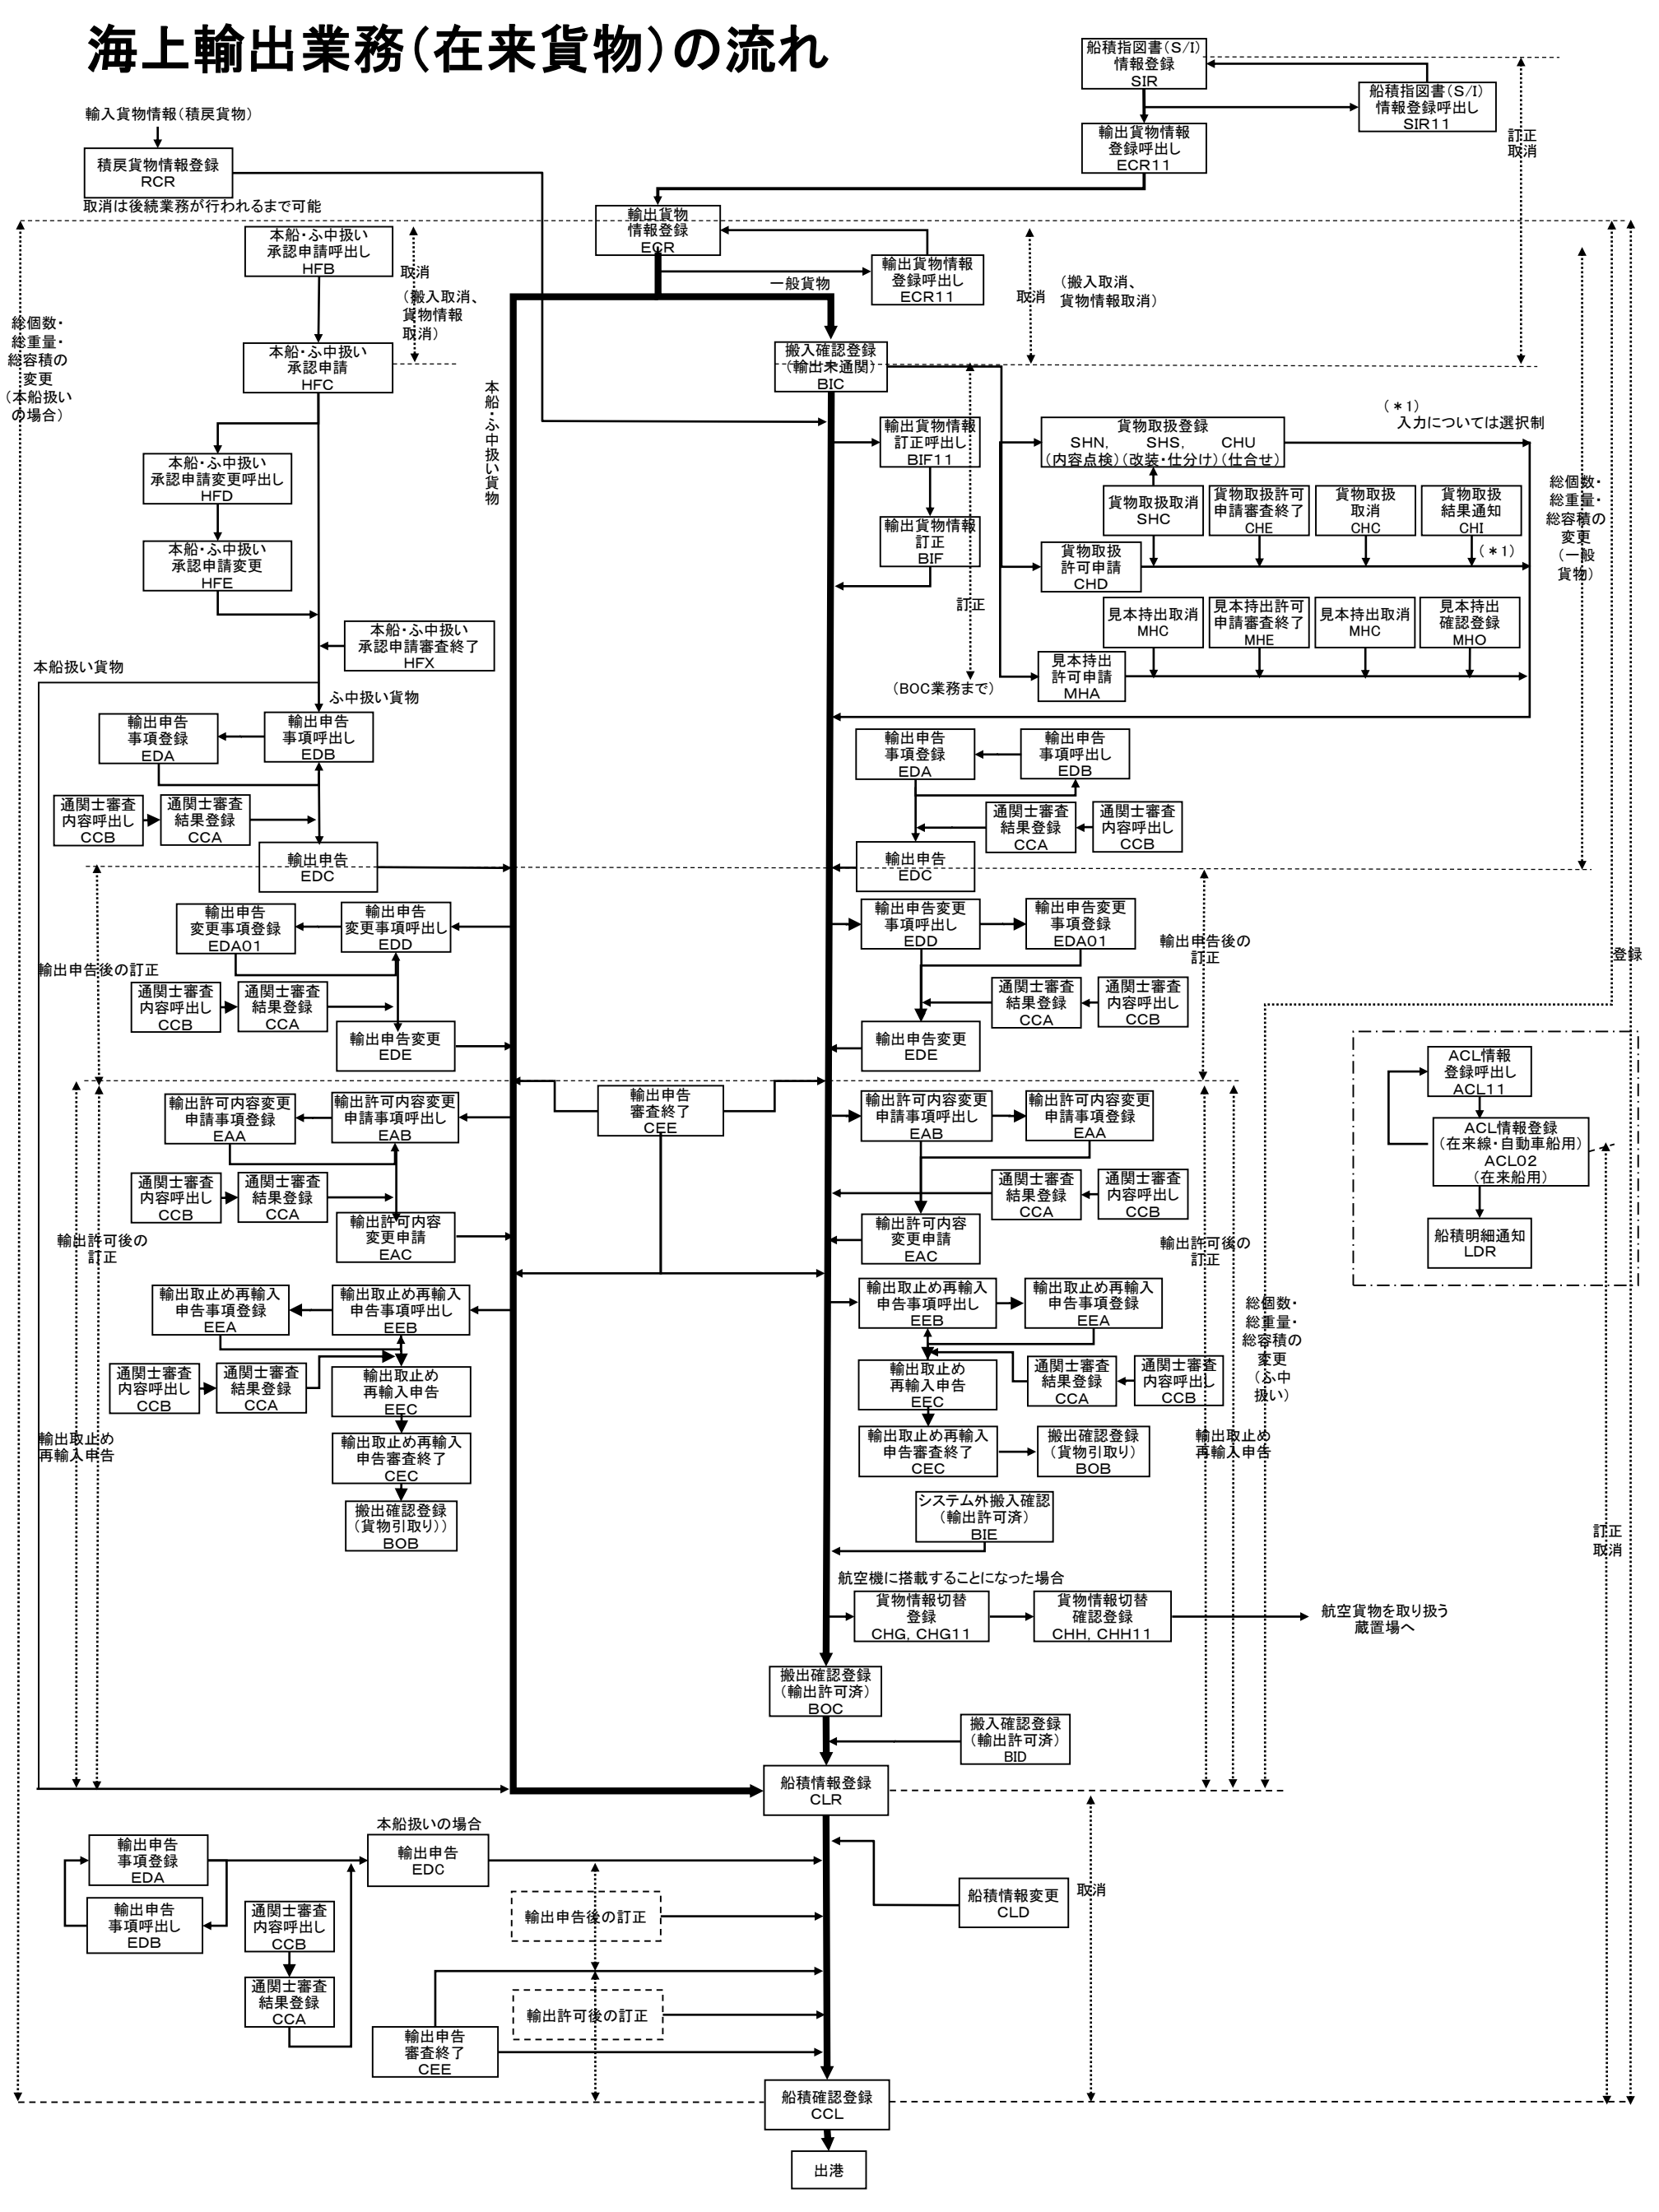 海上輸出業務（在来貨物）の流れ
船積指図書（S/I）
情報登録
SIR
船積指図書（S/I）
情報登録呼出し
SIR11
訂正
取消
輸出貨物情報
登録呼出し
ECR11
輸入貨物情報（積戻貨物）
積戻貨物情報登録
RCR
取消は後続業務が行われるまで可能
輸出貨物
情報登録
ECR
輸出貨物情報
登録呼出し
ECR11
一般貨物
本船・ふ中扱い
承認申請呼出し
HFB
取消
（搬入取消、
貨物情報
取消）
取消
（搬入取消、
貨物情報取消）
総個数・
総重量・
総容積の
変更
（本船扱い
の場合）
本船・ふ中扱い
承認申請
HFC
本船・ふ中扱い貨物
搬入確認登録
（輸出未通関）
BIC
（＊1）
入力については選択制
輸出貨物情報
訂正呼出し
BIF11
貨物取扱登録
SHN, SHS, CHU
（内容点検）（改装・仕分け）（仕合せ）
本船・ふ中扱い
承認申請変更呼出し
HFD
貨物取扱取消
SHC
貨物取扱許可
申請審査終了
CHE
貨物取扱
取消
CHC
貨物取扱
結果通知
CHI
（＊1）
総個数・
総重量・
総容積の
変更
（一般
貨物）
輸出貨物情報
訂正
BIF
貨物取扱
許可申請
CHD
本船・ふ中扱い
承認申請変更
HFE
訂正
見本持出取消
MHC
見本持出許可
申請審査終了
MHE
見本持出取消
MHC
見本持出
確認登録
MHO
本船・ふ中扱い
承認申請審査終了
HFX
見本持出
許可申請
MHA
（BOC業務まで）
本船扱い貨物
ふ中扱い貨物
輸出申告
事項登録
EDA
輸出申告
事項呼出し
EDB
輸出申告
事項登録
EDA
輸出申告
事項呼出し
EDB
通関士審査
内容呼出し
CCB
通関士審査
結果登録
CCA
通関士審査
結果登録
CCA
通関士審査
内容呼出し
CCB
輸出申告
EDC
輸出申告
EDC
輸出申告
変更事項登録
EDA01
輸出申告
変更事項呼出し
EDD
輸出申告変更
事項呼出し
EDD
輸出申告変更
事項登録
EDA01
輸出申告後の訂正
輸出申告後の
訂正
登録
通関士審査
内容呼出し
CCB
通関士審査
結果登録
CCA
通関士審査
結果登録
CCA
通関士審査
内容呼出し
CCB
輸出申告変更
EDE
輸出申告変更
EDE
ACL情報
登録呼出し
ACL11
ACL情報登録
（在来線・自動車船用）
ACL02
（在来船用）
船積明細通知
LDR
輸出申告
審査終了
CEE
輸出許可内容変更
申請事項登録
EAA
輸出許可内容変更
申請事項呼出し
EAB
輸出許可内容変更
申請事項呼出し
EAB
輸出許可内容変更
申請事項登録
EAA
通関士審査
内容呼出し
CCB
通関士審査
結果登録
CCA
通関士審査
結果登録
CCA
通関士審査
内容呼出し
CCB
輸出許可後の
訂正
輸出許可内容
変更申請
EAC
輸出許可内容
変更申請
EAC
輸出許可後の
訂正
輸出取止め再輸入
申告事項登録
EEA
輸出取止め再輸入
申告事項呼出し
EEB
輸出取止め再輸入
申告事項呼出し
EEB
輸出取止め再輸入
申告事項登録
EEA
総個数・
総重量・
総容積の
変更
（ふ中
扱い）
通関士審査
内容呼出し
CCB
通関士審査
結果登録
CCA
輸出取止め
再輸入申告
EEC
輸出取止め
再輸入申告
EEC
通関士審査
結果登録
CCA
通関士審査
内容呼出し
CCB
輸出取止め
再輸入申告
輸出取止め再輸入
申告審査終了
CEC
輸出取止め再輸入
申告審査終了
CEC
搬出確認登録
（貨物引取り）
BOB
輸出取止め
再輸入申告
搬出確認登録
（貨物引取り））
BOB
システム外搬入確認
（輸出許可済）
BIE
訂正
取消
航空機に搭載することになった場合
貨物情報切替
登録
CHG, CHG11
貨物情報切替
確認登録
CHH, CHH11
航空貨物を取り扱う
蔵置場へ
搬出確認登録
（輸出許可済）
BOC
搬入確認登録
（輸出許可済）
BID
船積情報登録
CLR
本船扱いの場合
輸出申告
事項登録
EDA
輸出申告
EDC
輸出申告
事項呼出し
EDB
通関士審査
内容呼出し
CCB
輸出申告後の訂正
船積情報変更
CLD
取消
通関士審査
結果登録
CCA
輸出許可後の訂正
輸出申告
審査終了
CEE
船積確認登録
CCL
出港